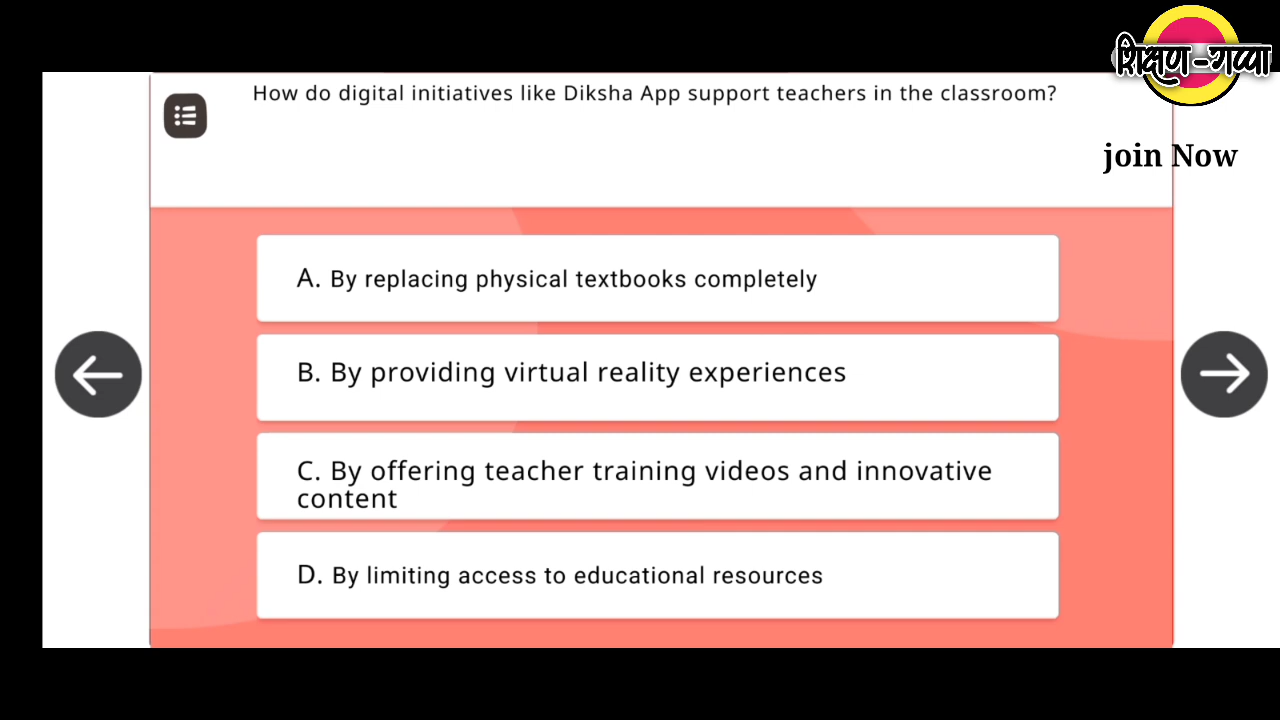 शिक्षण-गप्पा
How do digital initiatives like Diksha App support teachers in the classroom?
join Now
A. By replacing physical textbooks completely
B. By providing virtual reality experiences
C. By offering teacher training videos and innovative
content
D. By limiting access to educational resources